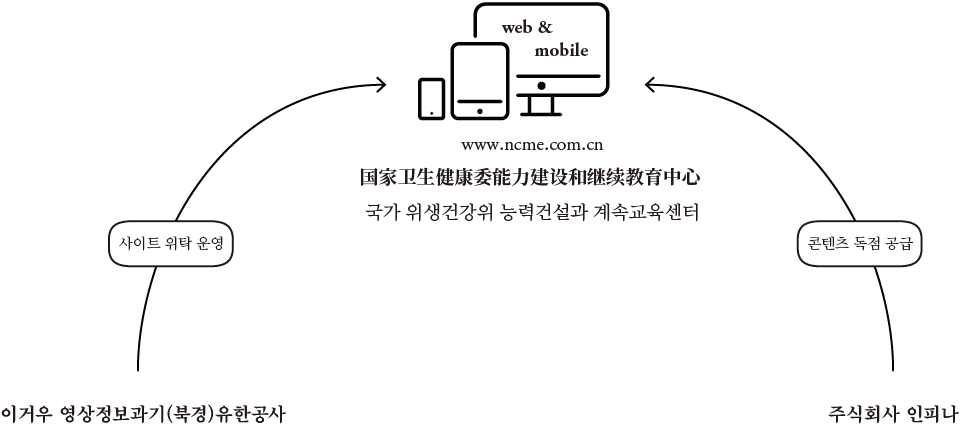 web &
mobile
www.ncme.com.cn
国家卫生健康委能力建设和继续教育中心
국가 위생건강위 능력건설과 계속교육센터
사이트 위탁 운영
콘텐츠 독점 공급
이거우 영상정보과기(북경)유한공사
주식회사 인피나